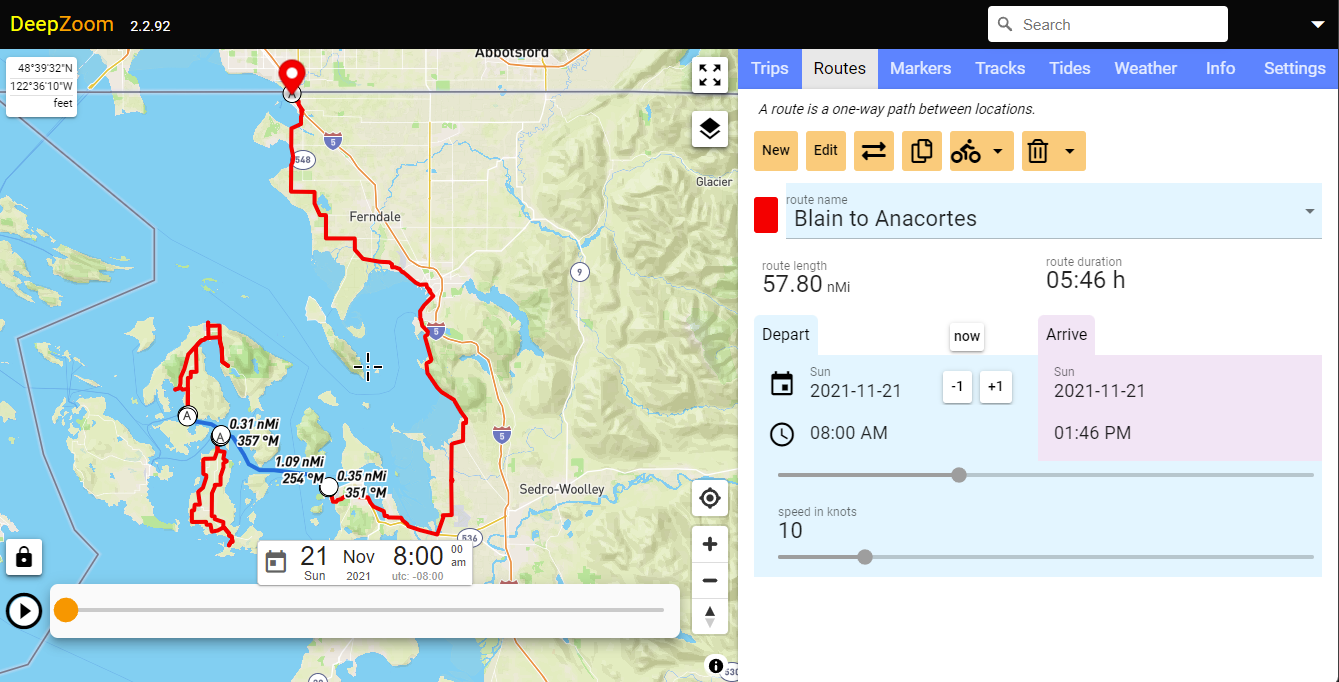 DeepZoom 2.2.92
Search
48°39'32"N
122°36'10"W
feet
Abbotsford
A
5
548
Glacier
Ferndale
9
5
A
0.31 nMi
357 °M
A
1.09 nMi
254 °M
0.35 nMi
351 °M
5
Sedro-Woolley
536
21 Nov 8:00 00 am
Sun 2021 utc: -08:00
20
530
Trips Routes Markers Tracks Tides Weather Info Settings
A route is a one-way path between locations.
New Edit
route name
Blain to Anacortes
route length
57.80 nMi
route duration
05:46 h
Depart
now
Arrive
Sun
2021-11-21
-1 +1
Sun
2021-11-21
08:00 AM
01:46 PM
speed in knots
10